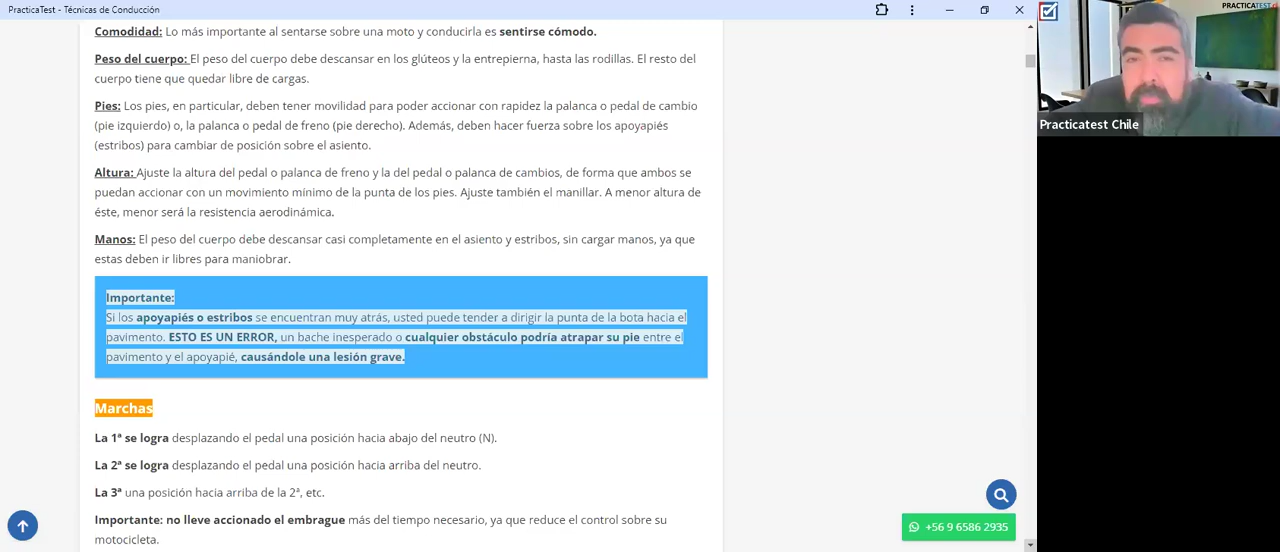 PracticaTest - Técnicas de Conducción
PRACTICATEST.cl
Comodidad: Lo más importante al sentarse sobre una moto y conducirla es sentirse cómodo.
Peso del cuerpo: El peso del cuerpo debe descansar en los glúteos y la entrepierna, hasta las rodillas. El resto del
cuerpo tiene que quedar libre de cargas.
Pies: Los pies, en particular, deben tener movilidad para poder accionar con rapidez la palanca o pedal de cambio
(pie izquierdo) o, la palanca o pedal de freno (pie derecho). Además, deben hacer fuerza sobre los apoyapiés
(estribos) para cambiar de posición sobre el asiento.
Practicatest Chile
Altura: Ajuste la altura del pedal o palanca de freno y la del pedal o palanca de cambios, de forma que ambos se
puedan accionar con un movimiento mínimo de la punta de los pies. Ajuste también el manillar. A menor altura de
éste, menor será la resistencia aerodinámica.
Manos: El peso del cuerpo debe descansar casi completamente en el asiento y estribos, sin cargar manos, ya que
estas deben ir libres para maniobrar.
Importante:
Si los apoyapiés o estribos se encuentran muy atrás, usted puede tender a dirigir la punta de la bota hacia el
pavimento. ESTO ES UN ERROR, un bache inesperado o cualquier obstáculo podría atrapar su pie entre el
pavimento y el apoyapié, causándole una lesión grave.
Marchas
La 1ª se logra desplazando el pedal una posición hacia abajo del neutro (N).
La 2ª se logra desplazando el pedal una posición hacia arriba del neutro.
La 3ª una posición hacia arriba de la 2ª, etc.
Importante: no lleve accionado el embrague más del tiempo necesario, ya que reduce el control sobre su
motocicleta.
+56 9 6586 2935